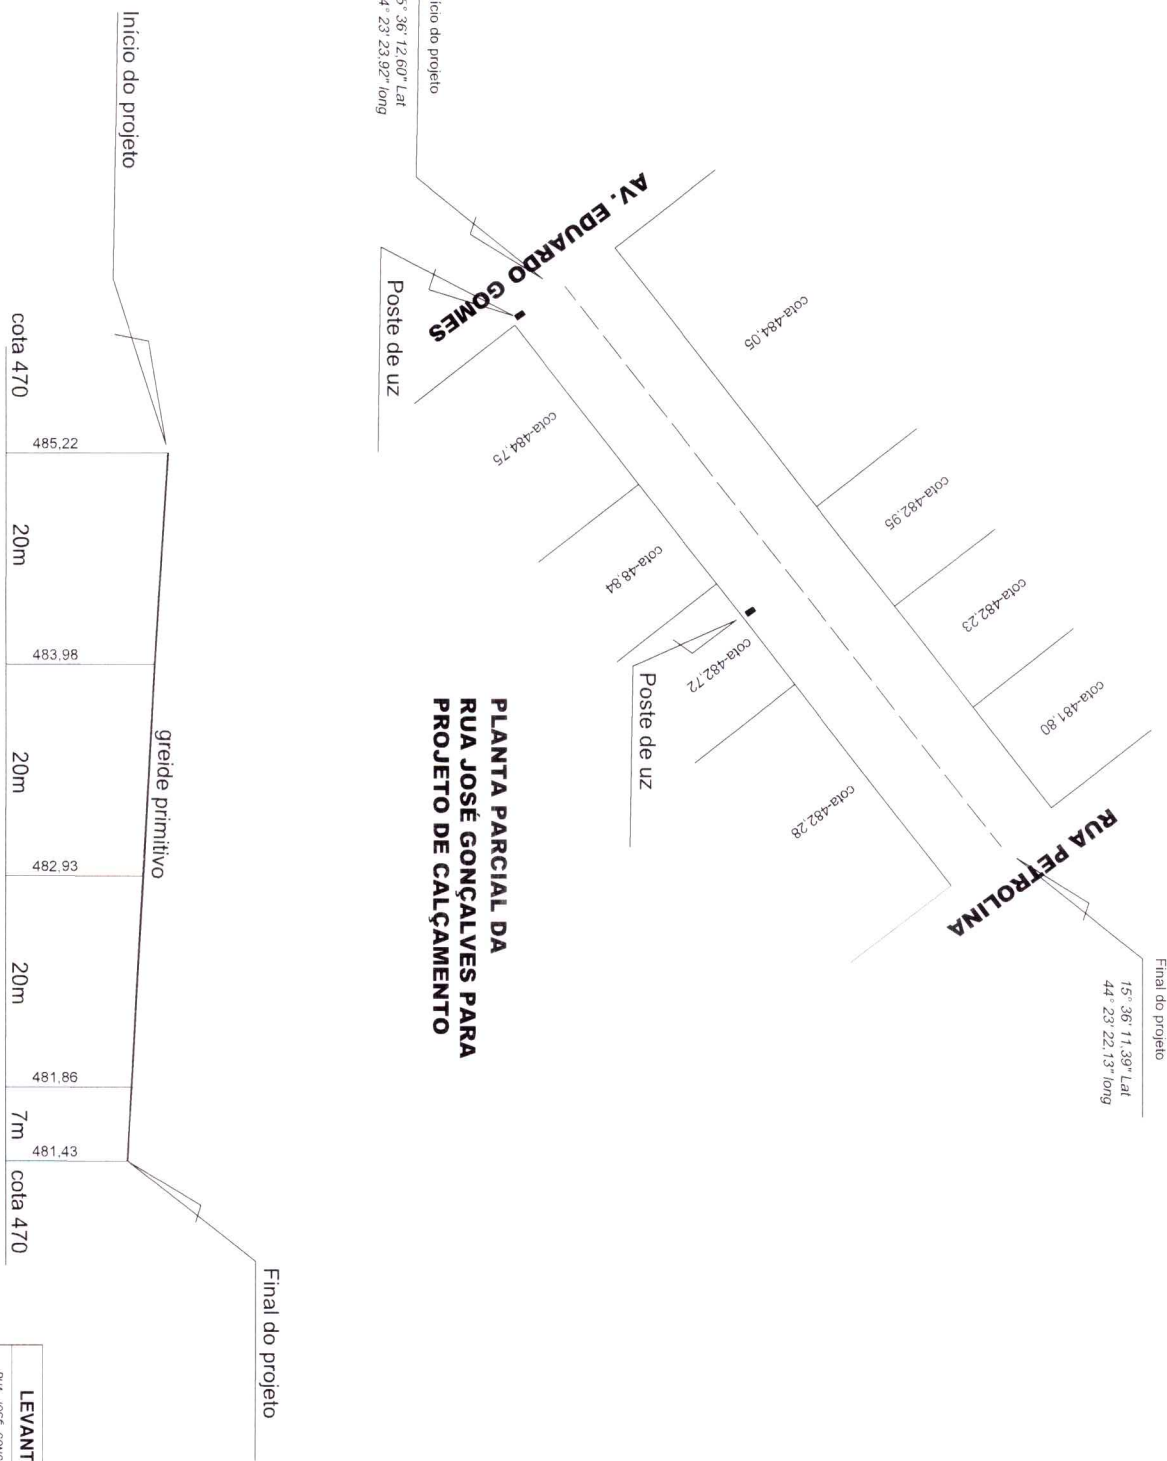 Final do projeto
15° 36' 11,39" Lat
44° 23' 22,13" long
RUA PETROLINA
AV. EDUARDO GOMES
cota-484,05
cota-482,95
cota-482,23
cota-481,80
cota-484,75
cota-48,84
cota-482,72
cota-482,28
Poste de uz
Poste de uz
icio do projeto
5° 36' 12,60" Lat
4° 23' 23,92" long
PLANTA PARCIAL DA
RUA JOSÉ GONÇALVES PARA
PROJETO DE CALÇAMENTO
Início do projeto
Final do projeto
greide primitivo
485,22
483,98
482,93
481,86
481,43
cota 470
20m
20m
20m
7m
cota 470
LEVANT